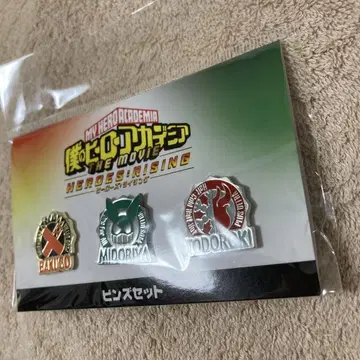 MY HERO ACADEMIA
僕のヒーローアカデミア
THE MOVIE
HEROES:RISING
ヒーローズ:ライジング
BAKUGO
MIDORIYA
TODOROKI
ピンズセット